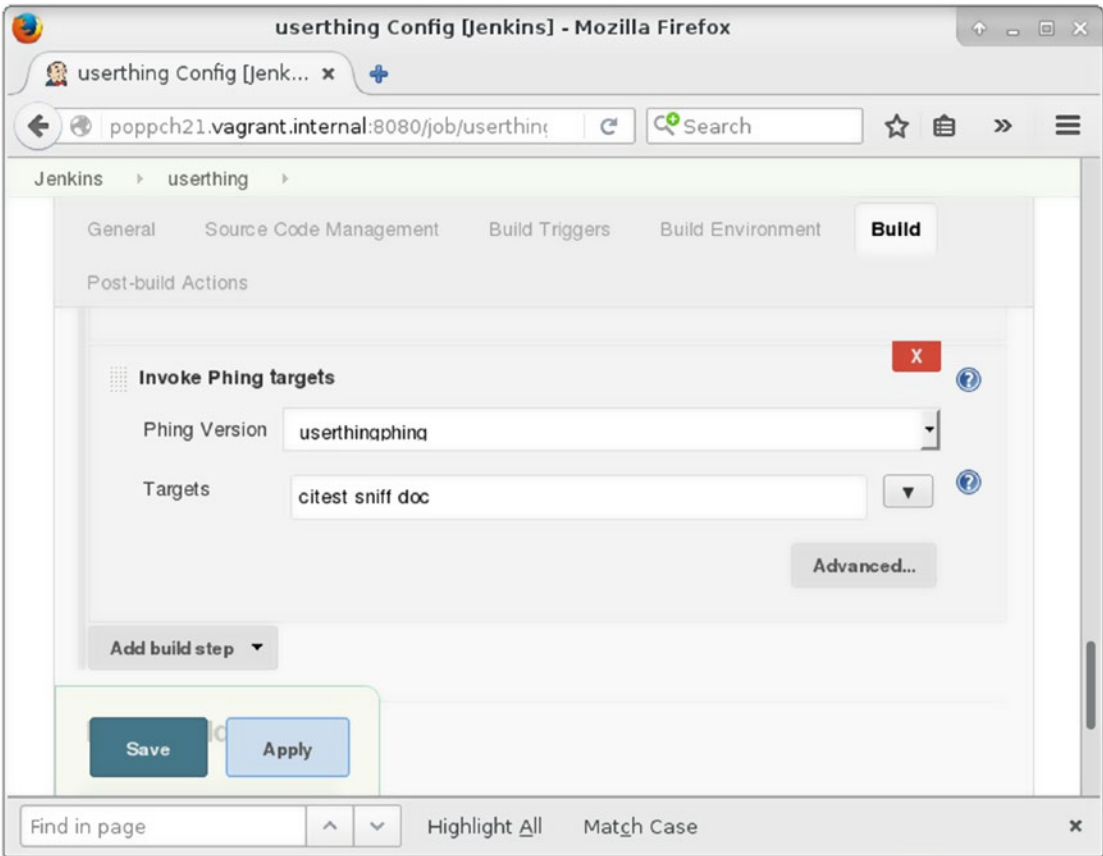 userthing Config [Jenkins] - Mozilla Firefox
userthing Config [Jenk...
poppch21.vagrant.internal:8080/job/userthing
Search
Jenkins userthing
General Source Code Management Build Triggers Build Environment Build
Post-build Actions
X
Invoke Phing targets
Phing Version userthingphing
Targets citest sniff doc
Advanced...
Add build step
Save Apply
Find in page Highlight All Match Case